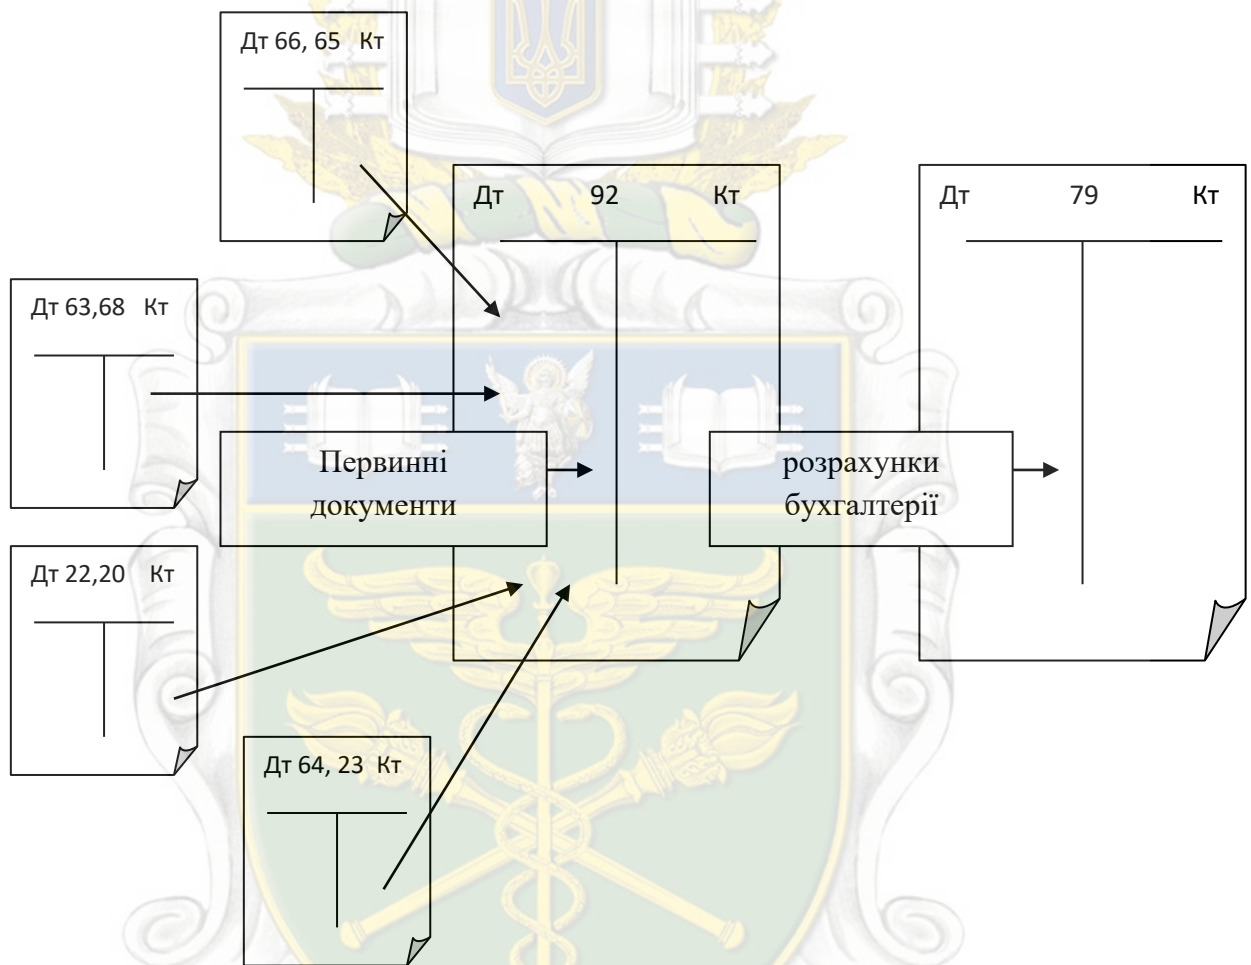 Дт 66, 65 Кт
Дт 92 Кт
Дт 79 Кт
Дт 63,68 Кт
Первинні
документи
розрахунки
бухгалтерії
Дт 22,20 Кт
Дт 64, 23 Кт